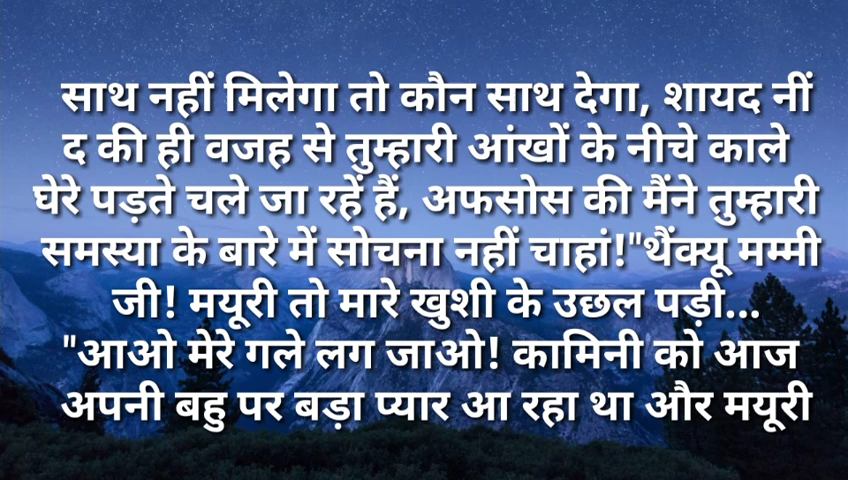 साथ नहीं मिलेगा तो कौन साथ देगा, शायद नीं
द की ही वजह से तुम्हारी आंखों के नीचे काले
घेरे पड़ते चले जा रहें हैं, अफसोस की मैंने तुम्हारी
समस्या के बारे में सोचना नहीं चाहां!"थैंक्यू मम्मी
जी! मयूरी तो मारे खुशी के उछल पड़ी...
"आओ मेरे गले लग जाओ! कामिनी को आज
अपनी बहु पर बड़ा प्यार आ रहा था और मयूरी